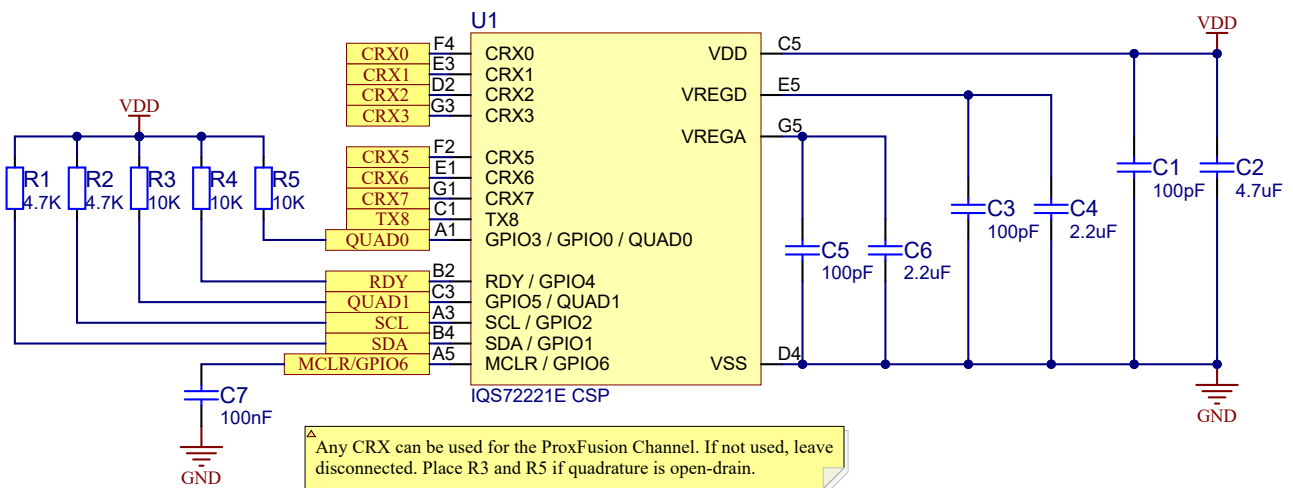 U1
CRX0 F4 CRX0 VDD C5 VDD
CRX1 E3 CRX1
CRX2 D2 CRX2 VREGD E5
CRX3 G3 CRX3
VDD
VREGA G5
CRX5 F2 CRX5
CRX6 E1 CRX6
CRX7 G1 CRX7
TX8 C1 TX8
QUAD0 A1 GPIO3 / GPIO0 / QUAD0
R1
4.7K
R2
4.7K
R3
10K
R4
10K
R5
10K
C1
100pF
C2
4.7uF
C3
100pF
C4
2.2uF
C5
100pF
C6
2.2uF
RDY B2 RDY / GPIO4
QUAD1 C3 GPIO5 / QUAD1
SCL A3 SCL / GPIO2
SDA B4 SDA / GPIO1
MCLR/GPIO6 A5 MCLR / GPIO6 VSS D4
IQS72221E CSP
C7
100nF
GND
GND
Any CRX can be used for the ProxFusion Channel. If not used, leave
disconnected. Place R3 and R5 if quadrature is open-drain.